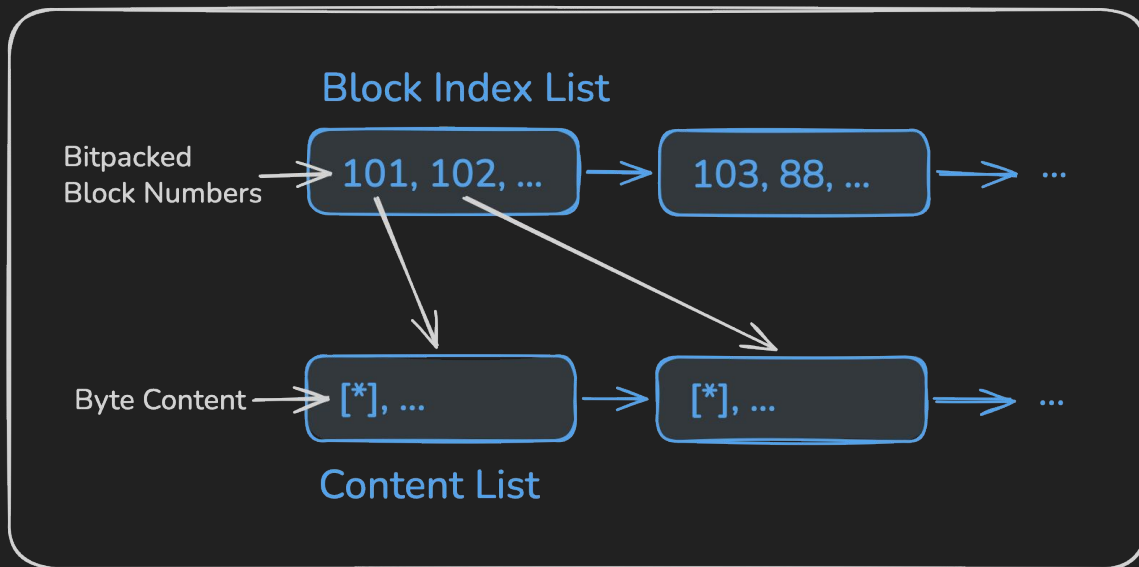 Block Index List
Bitpacked
Block Numbers
101, 102, ...
103, 88, ...
...
Byte Content
[*], ...
[*], ...
...
Content List